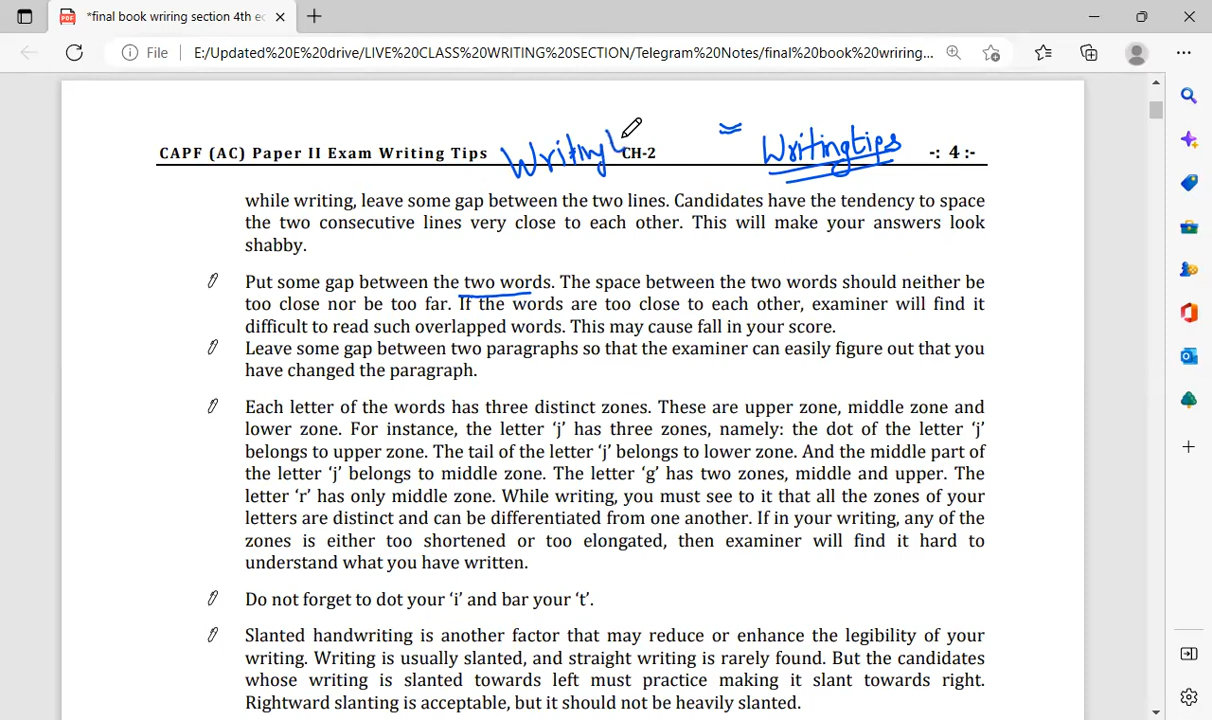 *final book wriring section 4th ec
File
E:/Updated%20E%20drive/LIVE%20CLASS%20WRITING%20SECTION/Telegram%20Notes/final%20book%20wriring...
Writing
Writingtips
CAPF (AC) Paper II Exam Writing Tips CH-2 -: 4 :-
while writing, leave some gap between the two lines. Candidates have the tendency to space
the two consecutive lines very close to each other. This will make your answers look
shabby.
Put some gap between the two words. The space between the two words should neither be
too close nor be too far. If the words are too close to each other, examiner will find it
difficult to read such overlapped words. This may cause fall in your score.
Leave some gap between two paragraphs so that the examiner can easily figure out that you
have changed the paragraph.
Each letter of the words has three distinct zones. These are upper zone, middle zone and
lower zone. For instance, the letter ‘j’ has three zones, namely: the dot of the letter ‘j’
belongs to upper zone. The tail of the letter ‘j’ belongs to lower zone. And the middle part of
the letter ‘j’ belongs to middle zone. The letter ‘g’ has two zones, middle and upper. The
letter ‘r’ has only middle zone. While writing, you must see to it that all the zones of your
letters are distinct and can be differentiated from one another. If in your writing, any of the
zones is either too shortened or too elongated, then examiner will find it hard to
understand what you have written.
Do not forget to dot your ‘i’ and bar your ‘t’.
Slanted handwriting is another factor that may reduce or enhance the legibility of your
writing. Writing is usually slanted, and straight writing is rarely found. But the candidates
whose writing is slanted towards left must practice making it slant towards right.
Rightward slanting is acceptable, but it should not be heavily slanted.